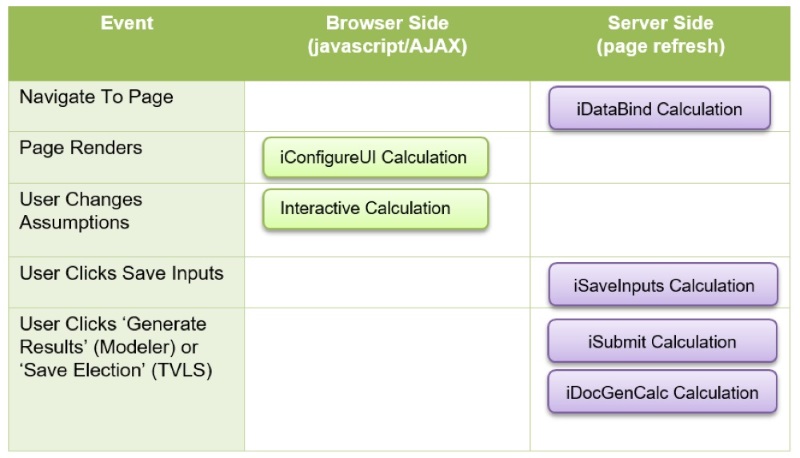 Event
Browser Side
(javascript/AJAX)
Server Side
(page refresh)
Navigate To Page
iDataBind Calculation
Page Renders
iConfigureUI Calculation
User Changes
Assumptions
Interactive Calculation
User Clicks Save Inputs
iSaveInputs Calculation
User Clicks ‘Generate
Results’ (Modeler) or
‘Save Election’ (TVLS)
iSubmit Calculation
iDocGenCalc Calculation